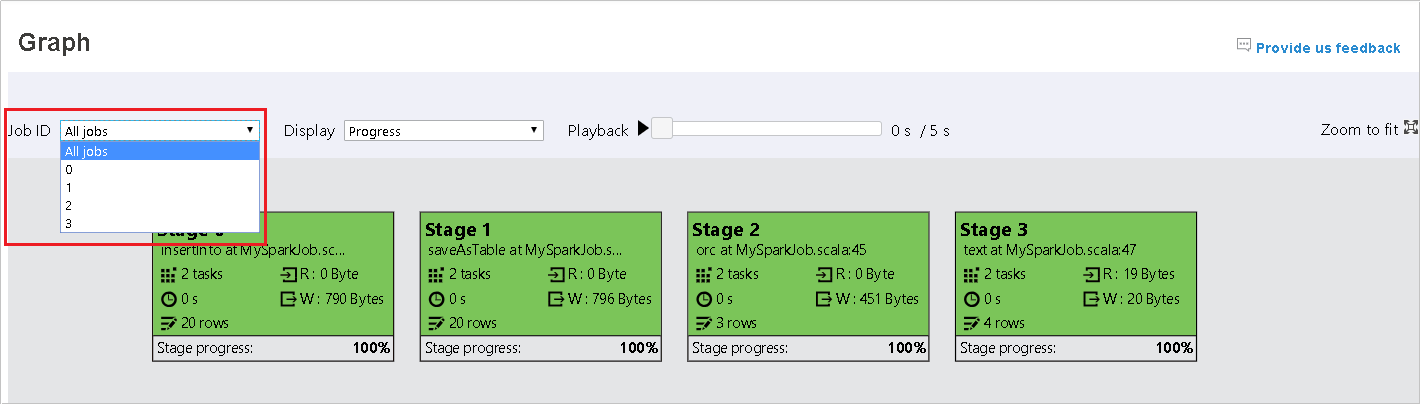 Graph
Provide us feedback
Job ID All jobs Display Progress Playback 0 s / 5 s Zoom to fit
All jobs
0
1
2
3
Stage 0
insertInto at MySparkJob.sc...
2 tasks R : 0 Byte
0 s W : 790 Bytes
20 rows
Stage progress: 100%
Stage 1
saveAsTable at MySparkJob.s...
2 tasks R : 0 Byte
0 s W : 796 Bytes
20 rows
Stage progress: 100%
Stage 2
orc at MySparkJob.scala:45
2 tasks R : 0 Byte
0 s W : 451 Bytes
3 rows
Stage progress: 100%
Stage 3
text at MySparkJob.scala:47
2 tasks R : 19 Bytes
0 s W : 20 Bytes
4 rows
Stage progress: 100%